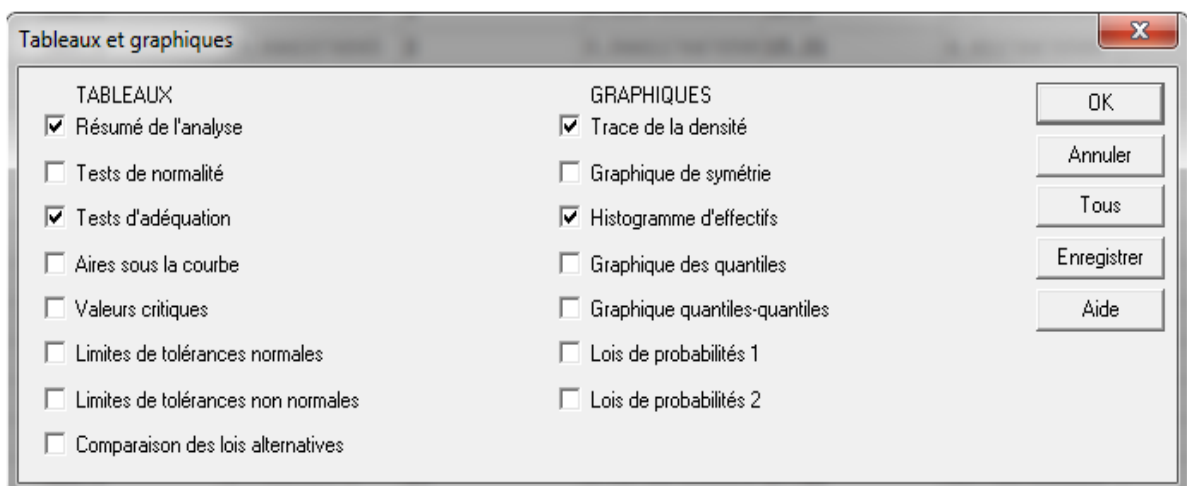 Tableaux et graphiques
TABLEAUX
Résumé de l'analyse
Tests de normalité
Tests d'adéquation
Aires sous la courbe
Valeurs critiques
Limites de tolérances normales
Limites de tolérances non normales
Comparaison des lois alternatives
GRAPHIQUES
Trace de la densité
Graphique de symétrie
Histogramme d'effectifs
Graphique des quantiles
Graphique quantiles-quantiles
Lois de probabilités 1
Lois de probabilités 2
OK
Annuler
Tous
Enregistrer
Aide